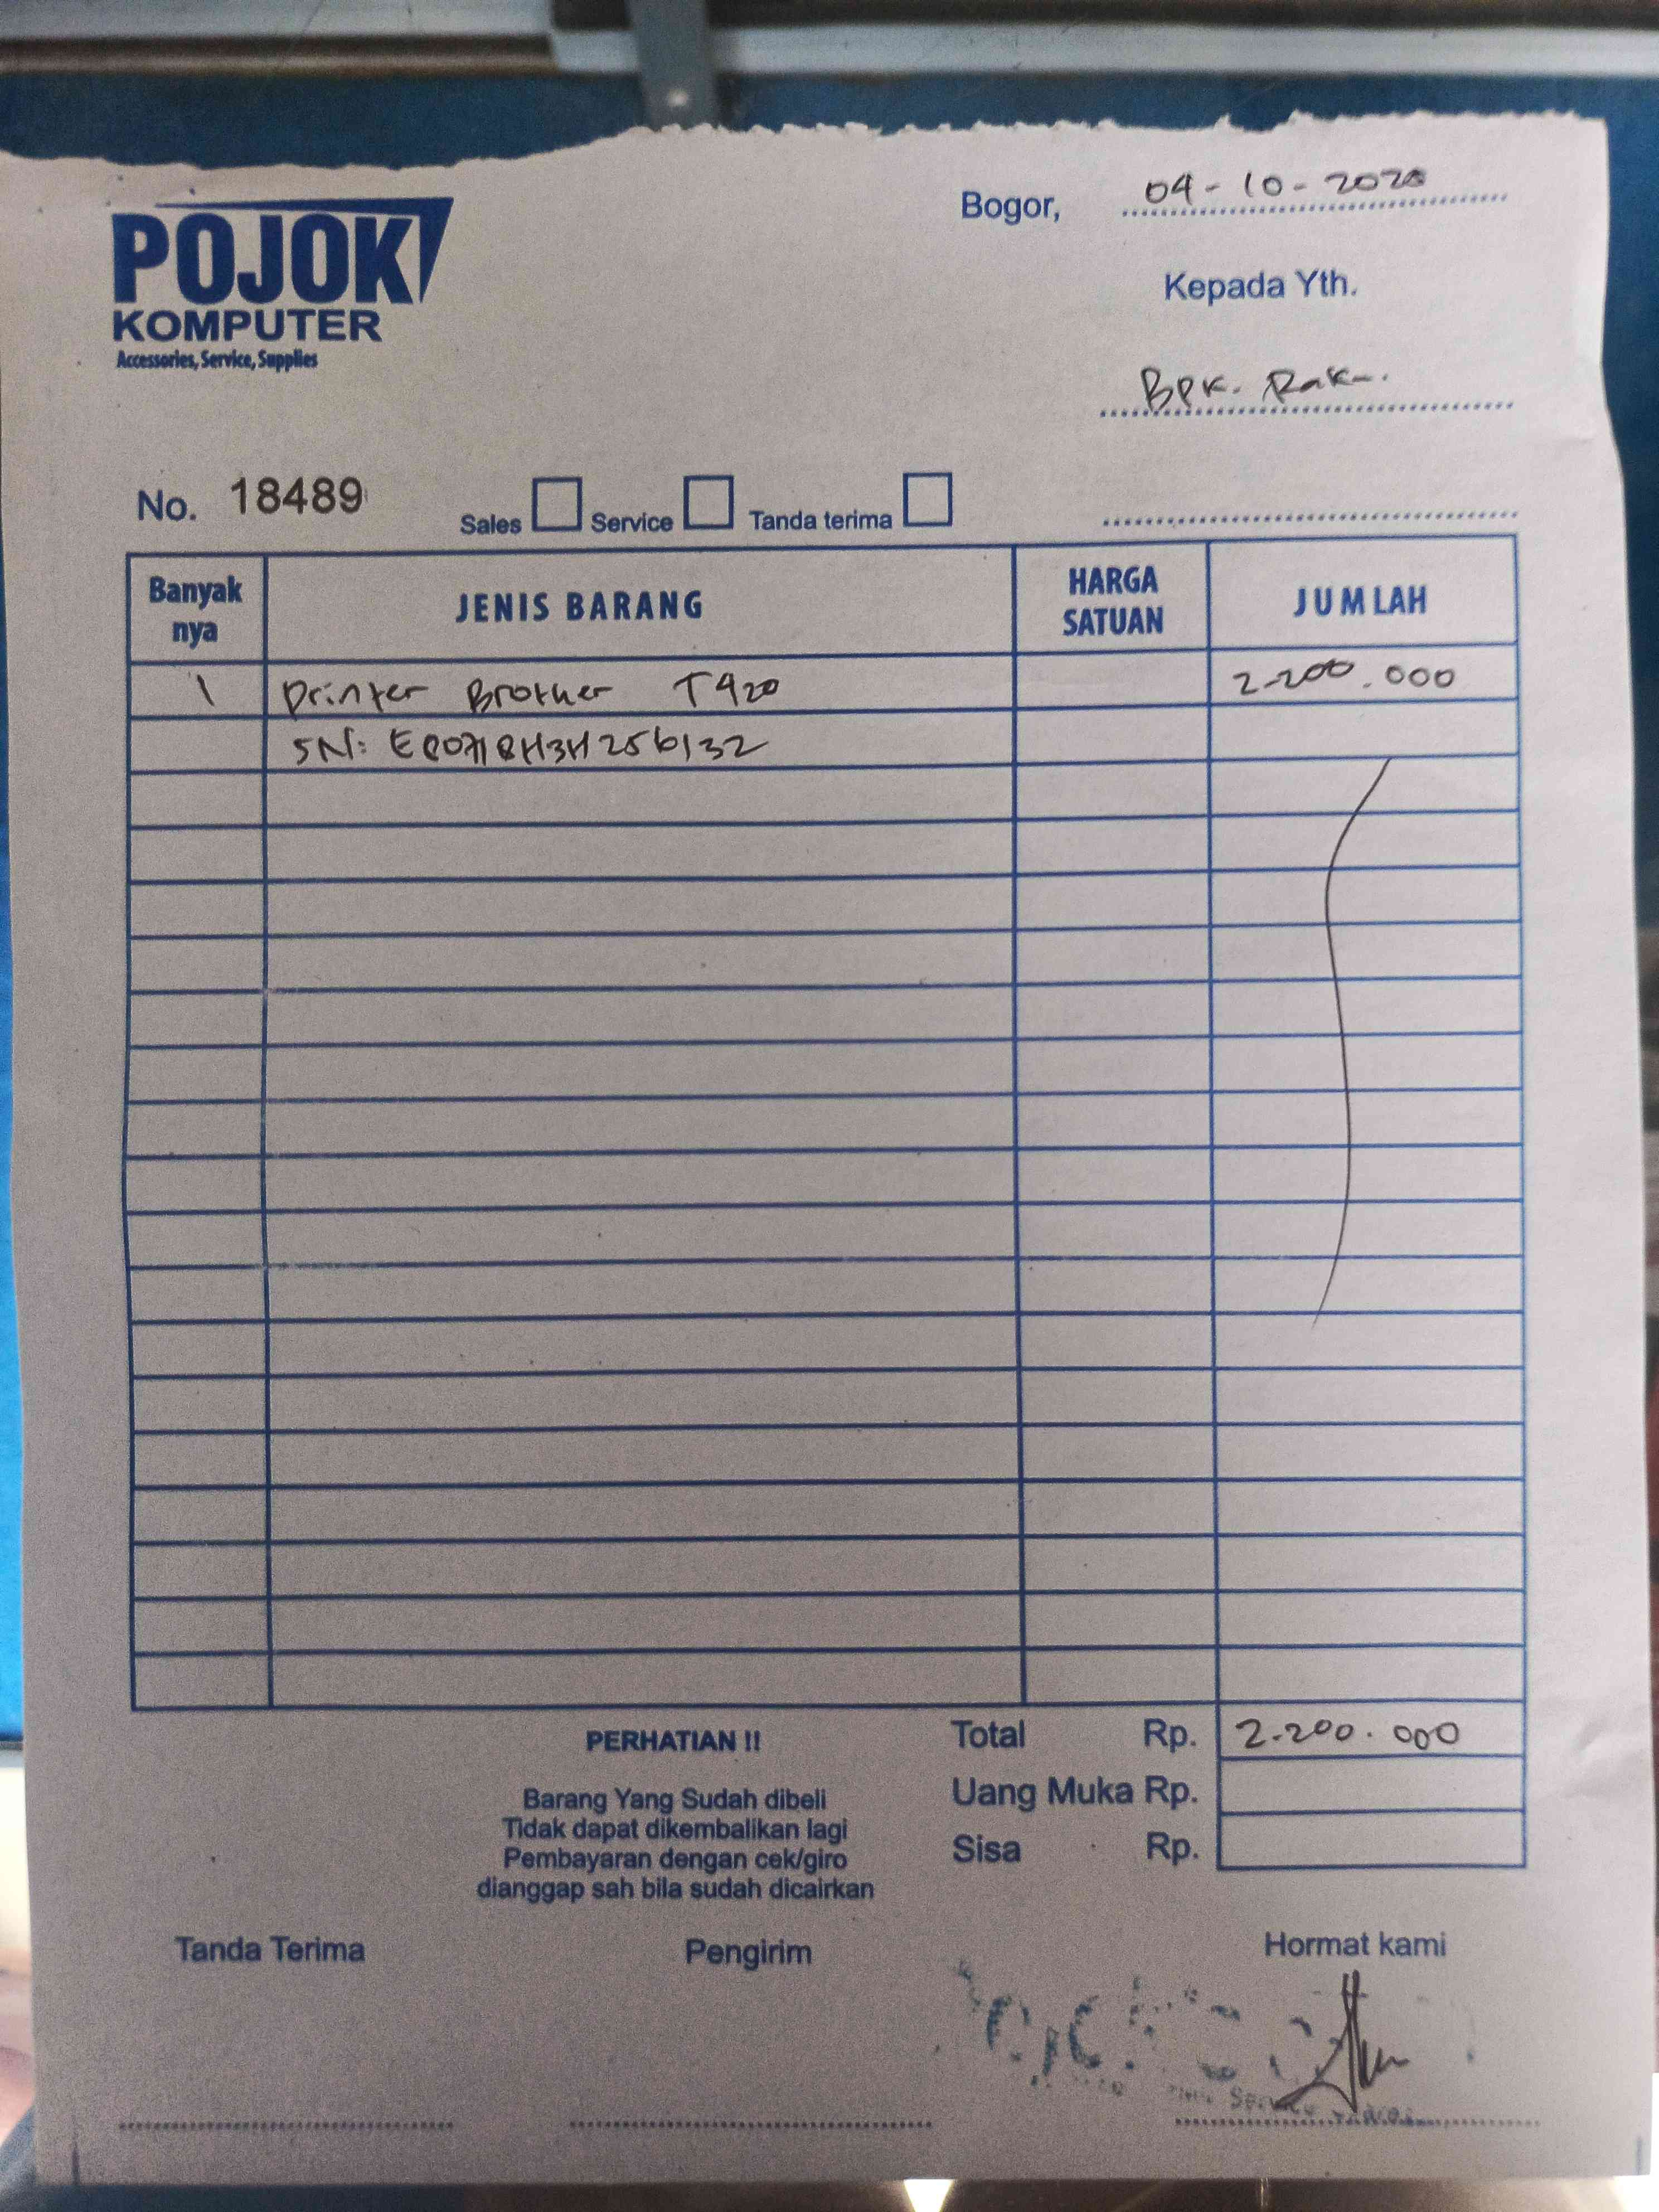 POJOK
KOMPUTER
Accessories, Service, Supplies
Bogor, 04-10-2020
Kepada Yth.
Bpk.
No. 18489
Sales Service Tanda terima
Banyak nya JENIS BARANG HARGA SATUAN JUMLAH
1 Printer Brother T420 2.200.000
SN:
PERHATIAN !!
Barang Yang Sudah dibeli
Tidak dapat dikembalikan lagi
Pembayaran dengan cek/giro
dianggap sah bila sudah dicairkan
Total Rp. 2.200.000
Uang Muka Rp.
Sisa Rp.
Tanda Terima Pengirim Hormat kami